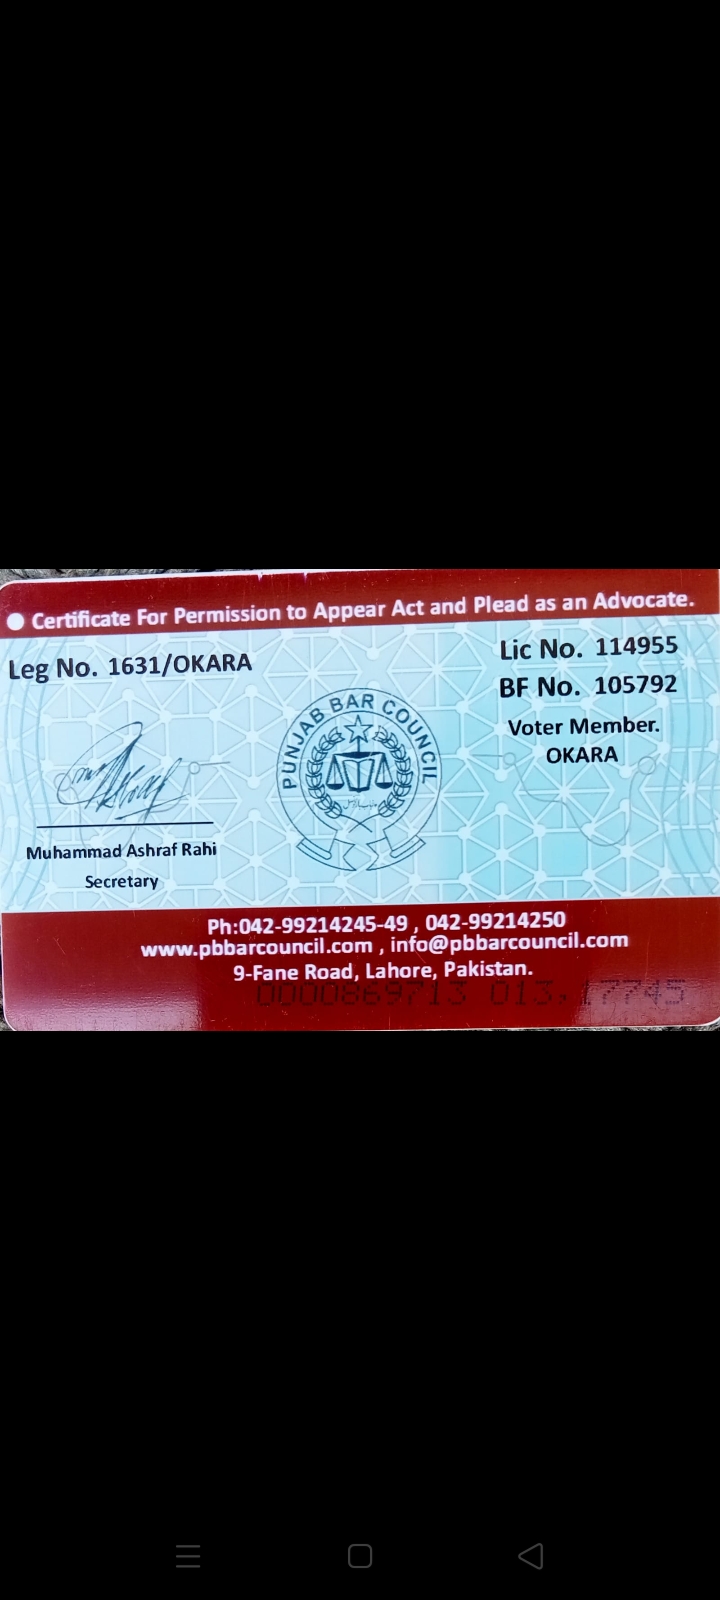 Certificate For Permission to Appear Act and Plead as an Advocate.
Leg No. 1631/OKARA
Lic No. 114955
BF No. 105792
Voter Member.
OKARA
PUNJAB BAR COUNCIL
Muhammad Ashraf Rahi
Secretary
Ph:042-99214245-49 , 042-99214250
www.pbbarcouncil.com , info@pbbarcouncil.com
9-Fane Road, Lahore, Pakistan.
0000869713 013,17745